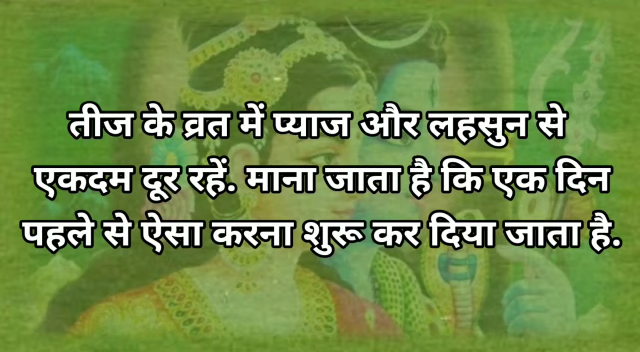 तीज के व्रत में प्याज और लहसुन से
एकदम दूर रहें. माना जाता है कि एक दिन
पहले से ऐसा करना शुरू कर दिया जाता है.